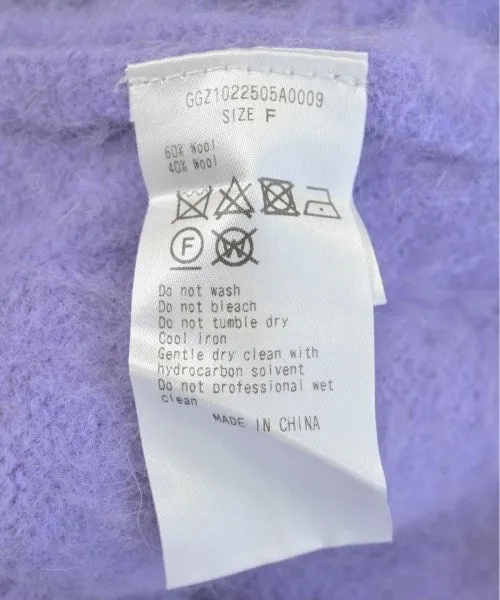 GGZ1022505A0009
SIZE F
60% Wool
40% Wool
F
W
Do not wash
Do not bleach
Do not tumble dry
Cool iron
Gentle dry clean with
hydrocarbon solvent
Do not professional wet
clean
MADE IN CHINA